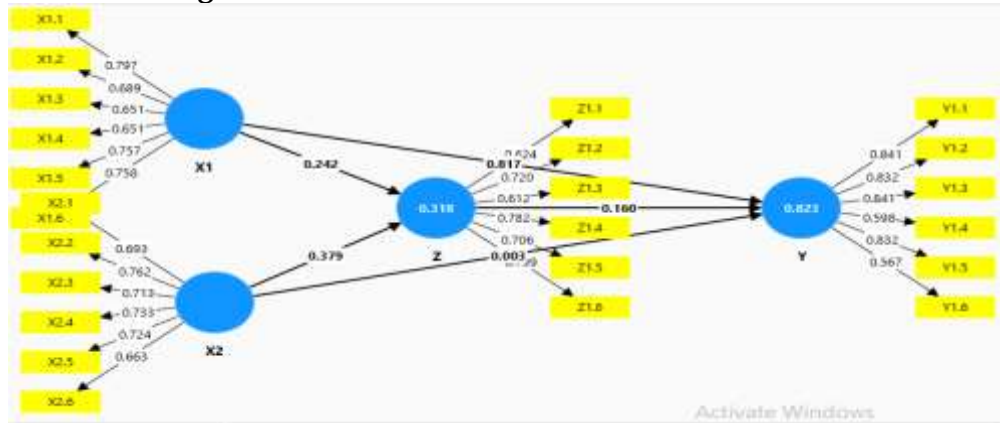 X1.1
X1.2
X1.3
X1.4
X1.5
X1.6
0.797
0.689
0.651
0.651
0.757
0.758
X1
X2.1
X2.2
X2.3
X2.4
X2.5
X2.6
0.693
0.762
0.713
0.733
0.724
0.663
X2
0.242
0.379
0.817
0.160
0.003
0.318
Z
Z1.1
Z1.2
Z1.3
Z1.4
Z1.5
Z1.6
0.720
0.612
0.782
0.706
0.823
Y
Y1.1
Y1.2
Y1.3
Y1.4
Y1.5
Y1.6
0.841
0.832
0.841
0.598
0.832
0.567
Activate Windows